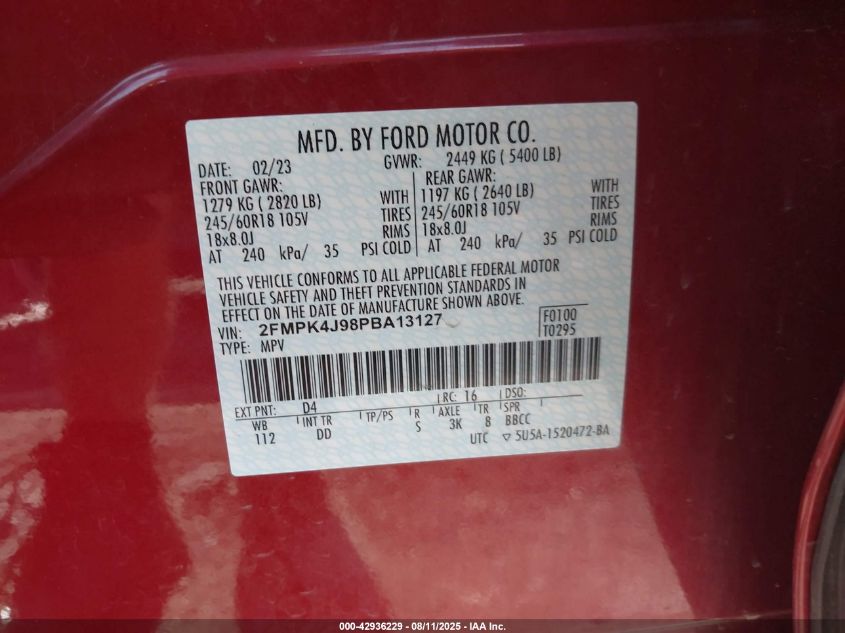 MFD. BY FORD MOTOR CO.
DATE: 02/23 GVWR: 2449 KG ( 5400 LB)
FRONT GAWR: REAR GAWR:
1279 KG ( 2820 LB) WITH 1197 KG ( 2640 LB) WITH
245/60R18 105V TIRES 245/60R18 105V TIRES
18x8.0J RIMS 18x8.0J RIMS
AT 240 kPa/ 35 PSI COLD AT 240 kPa/ 35 PSI COLD
THIS VEHICLE CONFORMS TO ALL APPLICABLE FEDERAL MOTOR
VEHICLE SAFETY AND THEFT PREVENTION STANDARDS IN
EFFECT ON THE DATE OF MANUFACTURE SHOWN ABOVE.
VIN: 2FMPK4J98PBA13127 F0100
TYPE: MPV T0295
EXT PNT: D4 RC: 16 DSO:
WB INT TR TP/PS R AXLE TR SPR
112 DD S 3K 8 BBCC
UTC ▽ 5U5A-1520472-BA
000-42936229 - 08/11/2025 - IAA Inc.